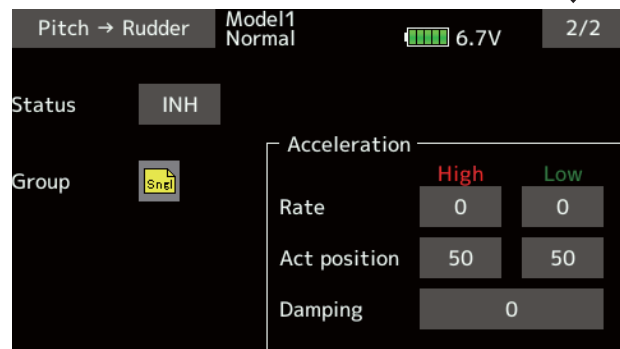 Pitch → Rudder Model1 Normal 6.7V 2/2
Status INH
Acceleration
High Low
Group Sngl
Rate 0 0
Act position 50 50
Damping 0